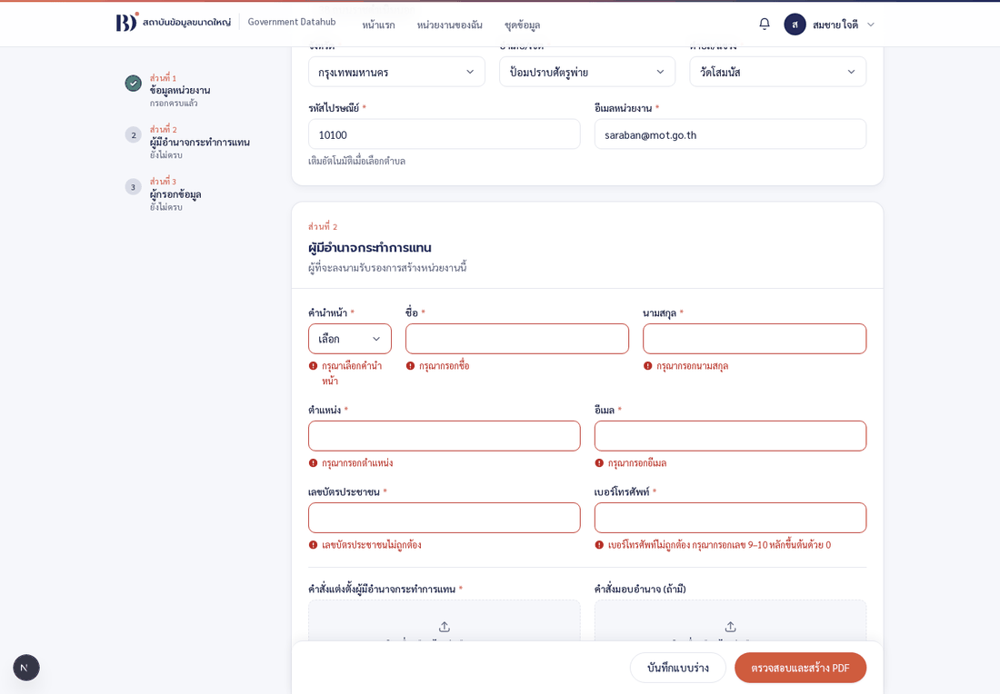 สถาบันข้อมูลขนาดใหญ่
Government Datahub
หน้าแรก
หน่วยงานของฉัน
ชุดข้อมูล
ส
สมชาย ใจดี
ส่วนที่ 1
ข้อมูลหน่วยงาน
กรอกครบแล้ว
2
ส่วนที่ 2
ผู้มีอำนาจกระทำการแทน
ยังไม่ครบ
3
ส่วนที่ 3
ผู้กรอกข้อมูล
ยังไม่ครบ
กรุงเทพมหานคร
ป้อมปราบศัตรูพ่าย
วัดโสมนัส
รหัสไปรษณีย์ *
อีเมลหน่วยงาน *
10100
saraban@mot.go.th
เติมอัตโนมัติเมื่อเลือกตำบล
ส่วนที่ 2
ผู้มีอำนาจกระทำการแทน
ผู้ที่จะลงนามรับรองการสร้างหน่วยงานนี้
คำนำหน้า *
ชื่อ *
นามสกุล *
เลือก
กรุณาเลือกคำนำ
หน้า
กรุณากรอกชื่อ
กรุณากรอกนามสกุล
ตำแหน่ง *
อีเมล *
กรุณากรอกตำแหน่ง
กรุณากรอกอีเมล
เลขบัตรประชาชน *
เบอร์โทรศัพท์ *
เลขบัตรประชาชนไม่ถูกต้อง
เบอร์โทรศัพท์ไม่ถูกต้อง กรุณากรอกเลข 9–10 หลักขึ้นต้นด้วย 0
คำสั่งแต่งตั้งผู้มีอำนาจกระทำการแทน *
คำสั่งมอบอำนาจ (ถ้ามี)
บันทึกแบบร่าง
ตรวจสอบและสร้าง PDF